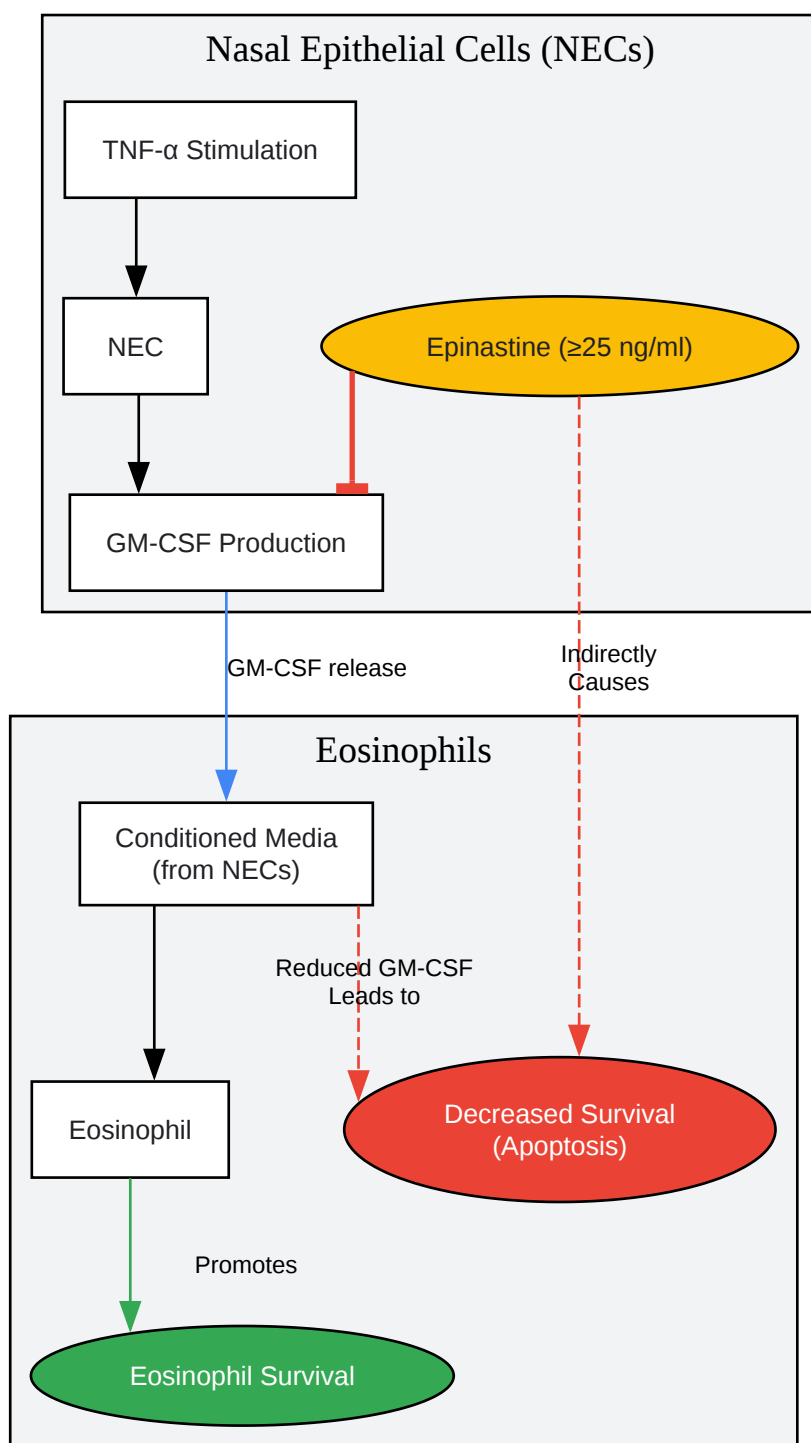 Nasal Epithelial Cells (NECs)
TNF-α Stimulation
NEC
Epinastine (≥25 ng/ml)
GM-CSF Production
GM-CSF release
Indirectly
Causes
Eosinophils
Conditioned Media
(from NECs)
Reduced GM-CSF
Leads to
Eosinophil
Decreased Survival
(Apoptosis)
Promotes
Eosinophil Survival